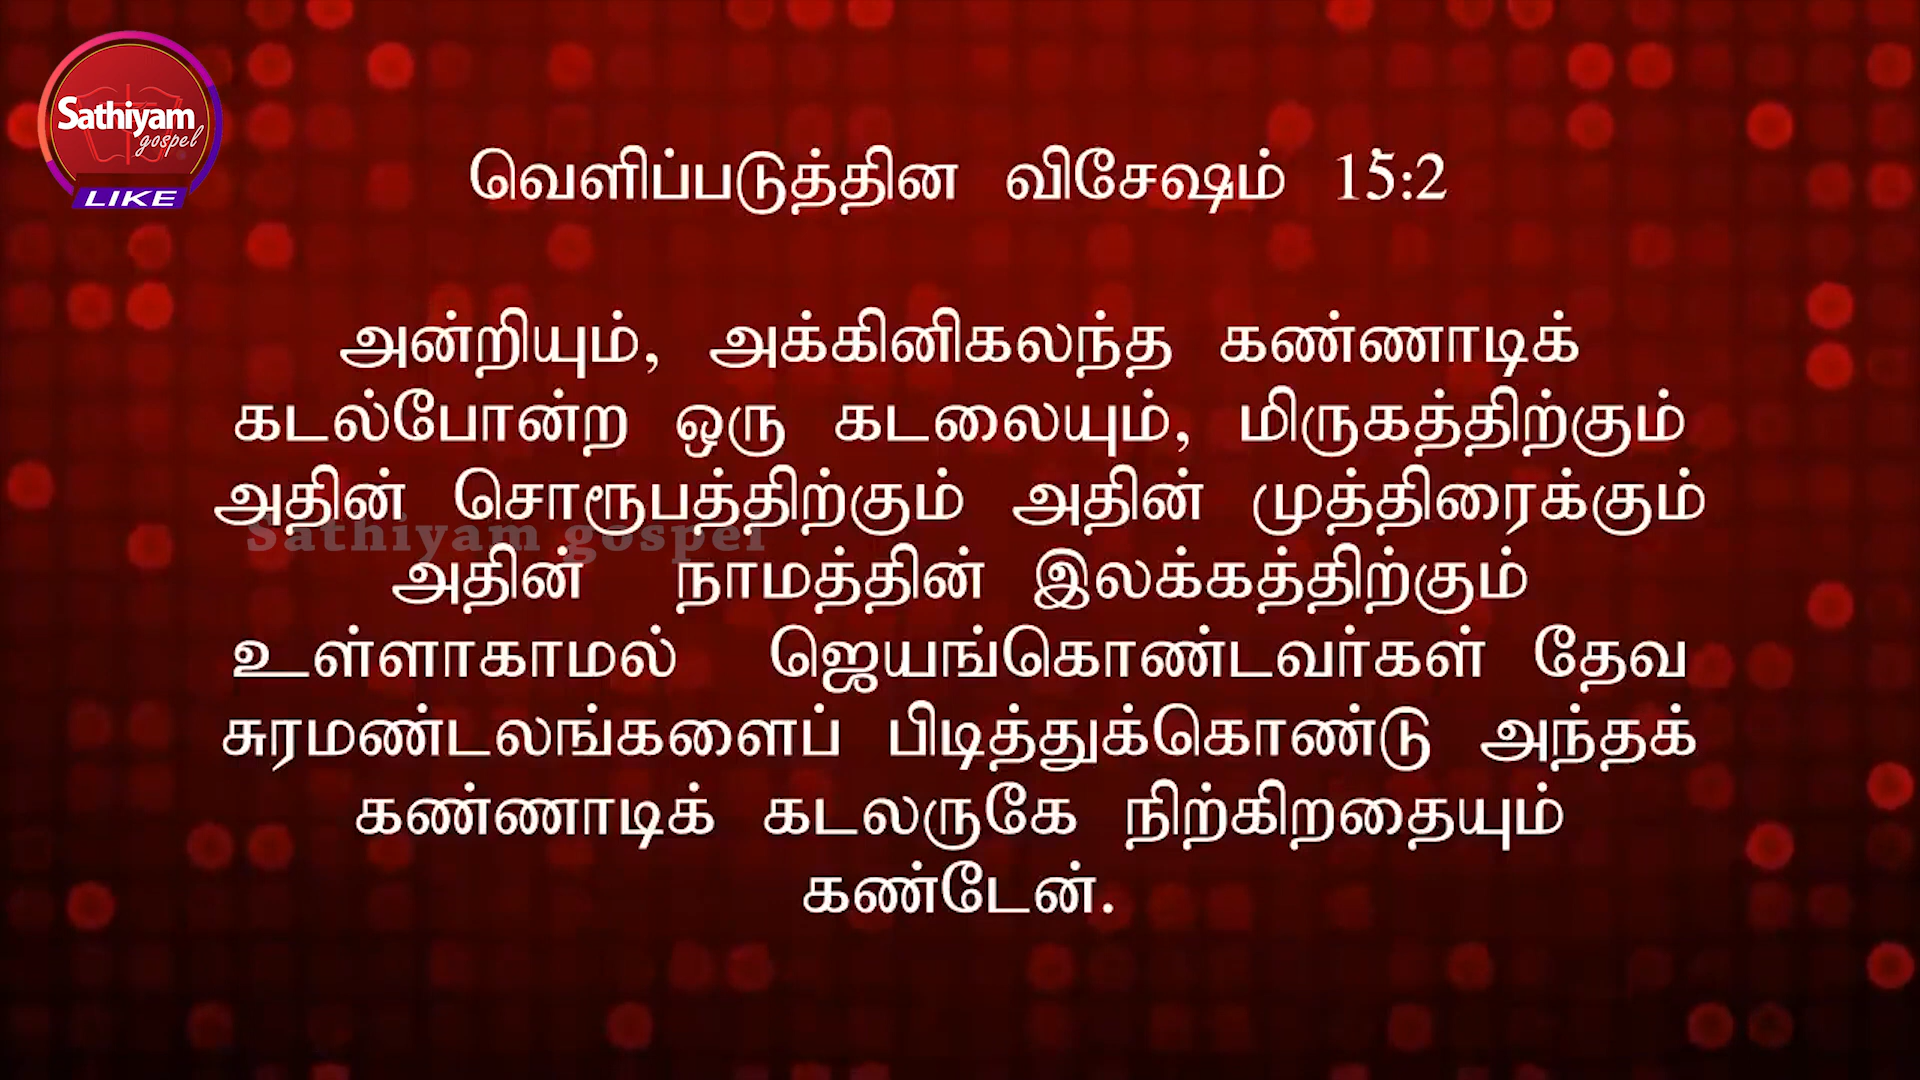 Sathiyam
gospel
LIKE
வெளிப்படுத்தின விசேஷம் 15:2
அன்றியும், அக்கினிகலந்த கண்ணாடிக்
கடல்போன்ற ஒரு கடலையும், மிருகத்திற்கும்
அதின் சொரூபத்திற்கும் அதின் முத்திரைக்கும்
Sathiyam gospel
அதின் நாமத்தின் இலக்கத்திற்கும்
உள்ளாகாமல் ஜெயங்கொண்டவர்கள் தேவ
சுரமண்டலங்களைப் பிடித்துக்கொண்டு அந்தக்
கண்ணாடிக் கடலருகே நிற்கிறதையும்
கண்டேன்.